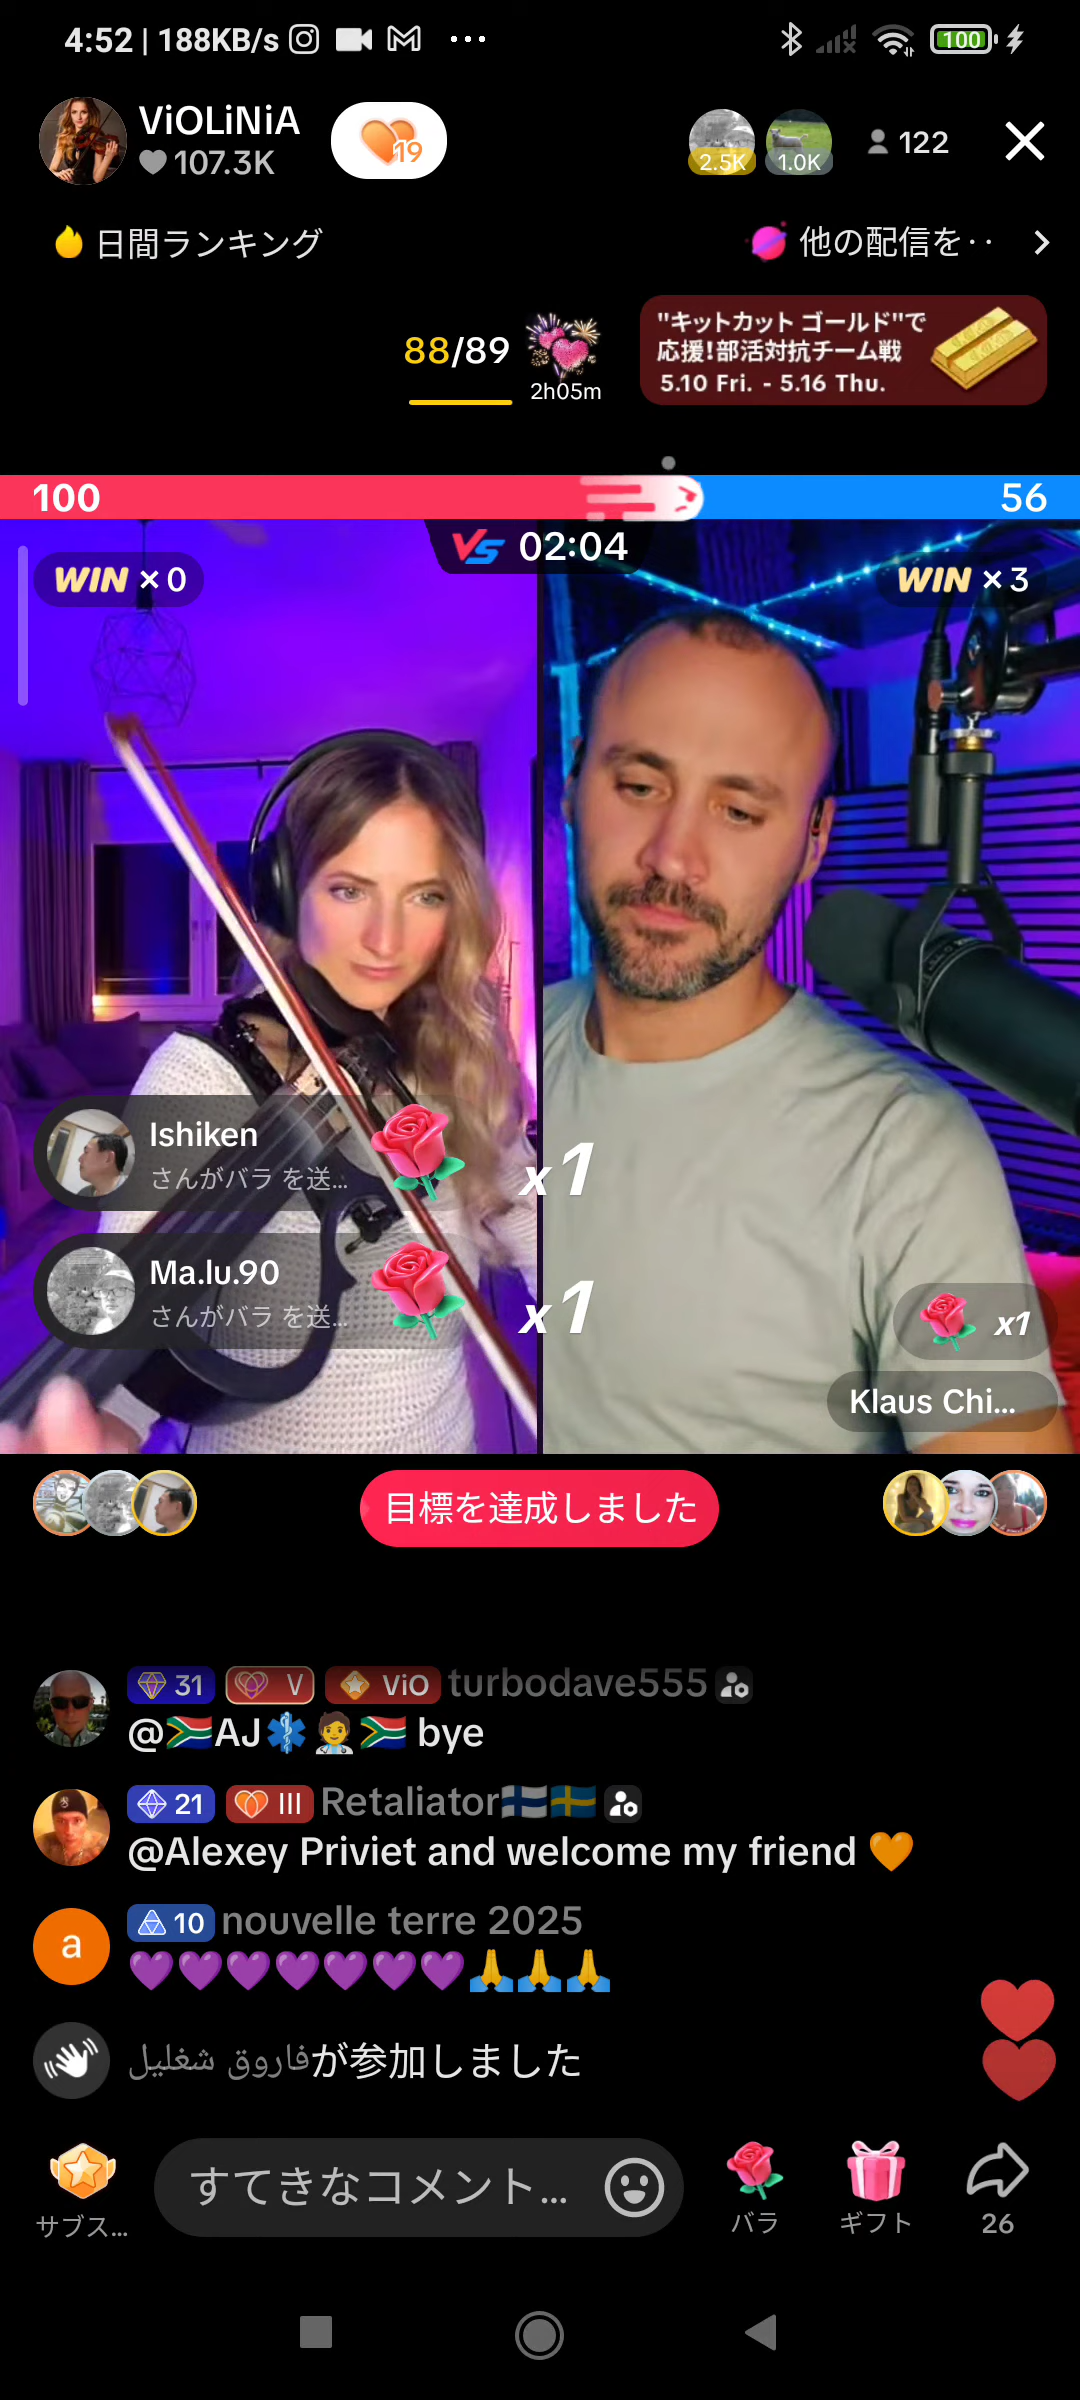 4:52 | 188KB/s
100
ViOLiNiA
107.3K
19
2.5K
1.0K
122
日間ランキング
他の配信を‥
88/89
2h05m
"キットカット ゴールド"で
応援!部活対抗チーム戦
5.10 Fri. - 5.16 Thu.
100
56
VS 02:04
WIN ×0
WIN ×3
Ishiken
さんがバラ を送...
x1
Ma.lu.90
さんがバラ を送...
x1
x1
Klaus Chi...
目標を達成しました
31 V ViO turbodave555
@🇿🇦AJ⚕️🧑‍⚕️🇿🇦 bye
21 III Retaliator🇫🇮🇸🇪
@Alexey Priviet and welcome my friend 🧡
a
10 nouvelle terre 2025
💜💜💜💜💜💜💜🙏🙏🙏
فاروق شغليلが参加しました
すてきなコメント...
サブス...
バラ
ギフト
26